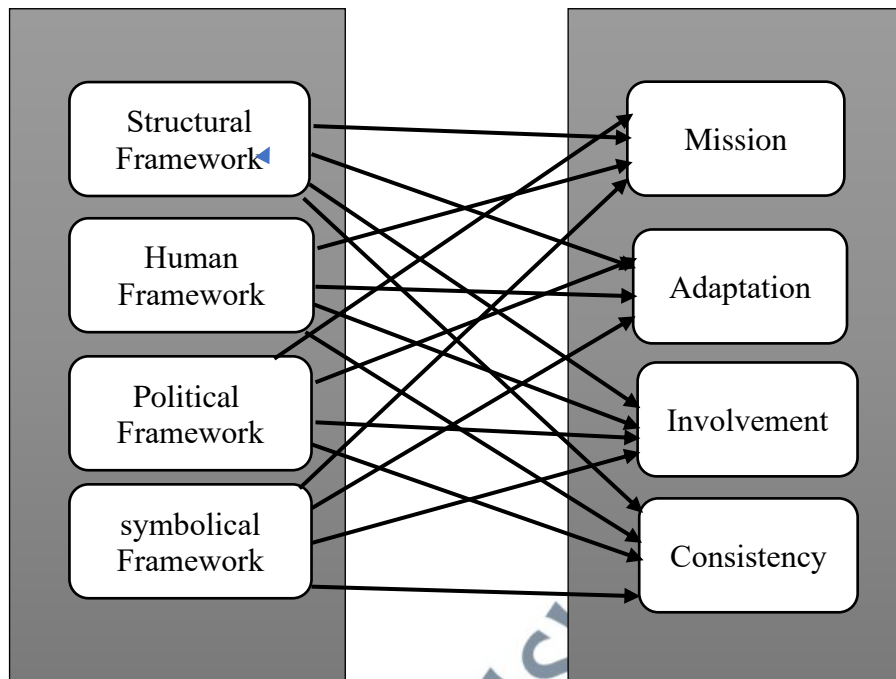 Structural
Framework
Human
Framework
Political
Framework
symbolical
Framework
Mission
Adaptation
Involvement
Consistency